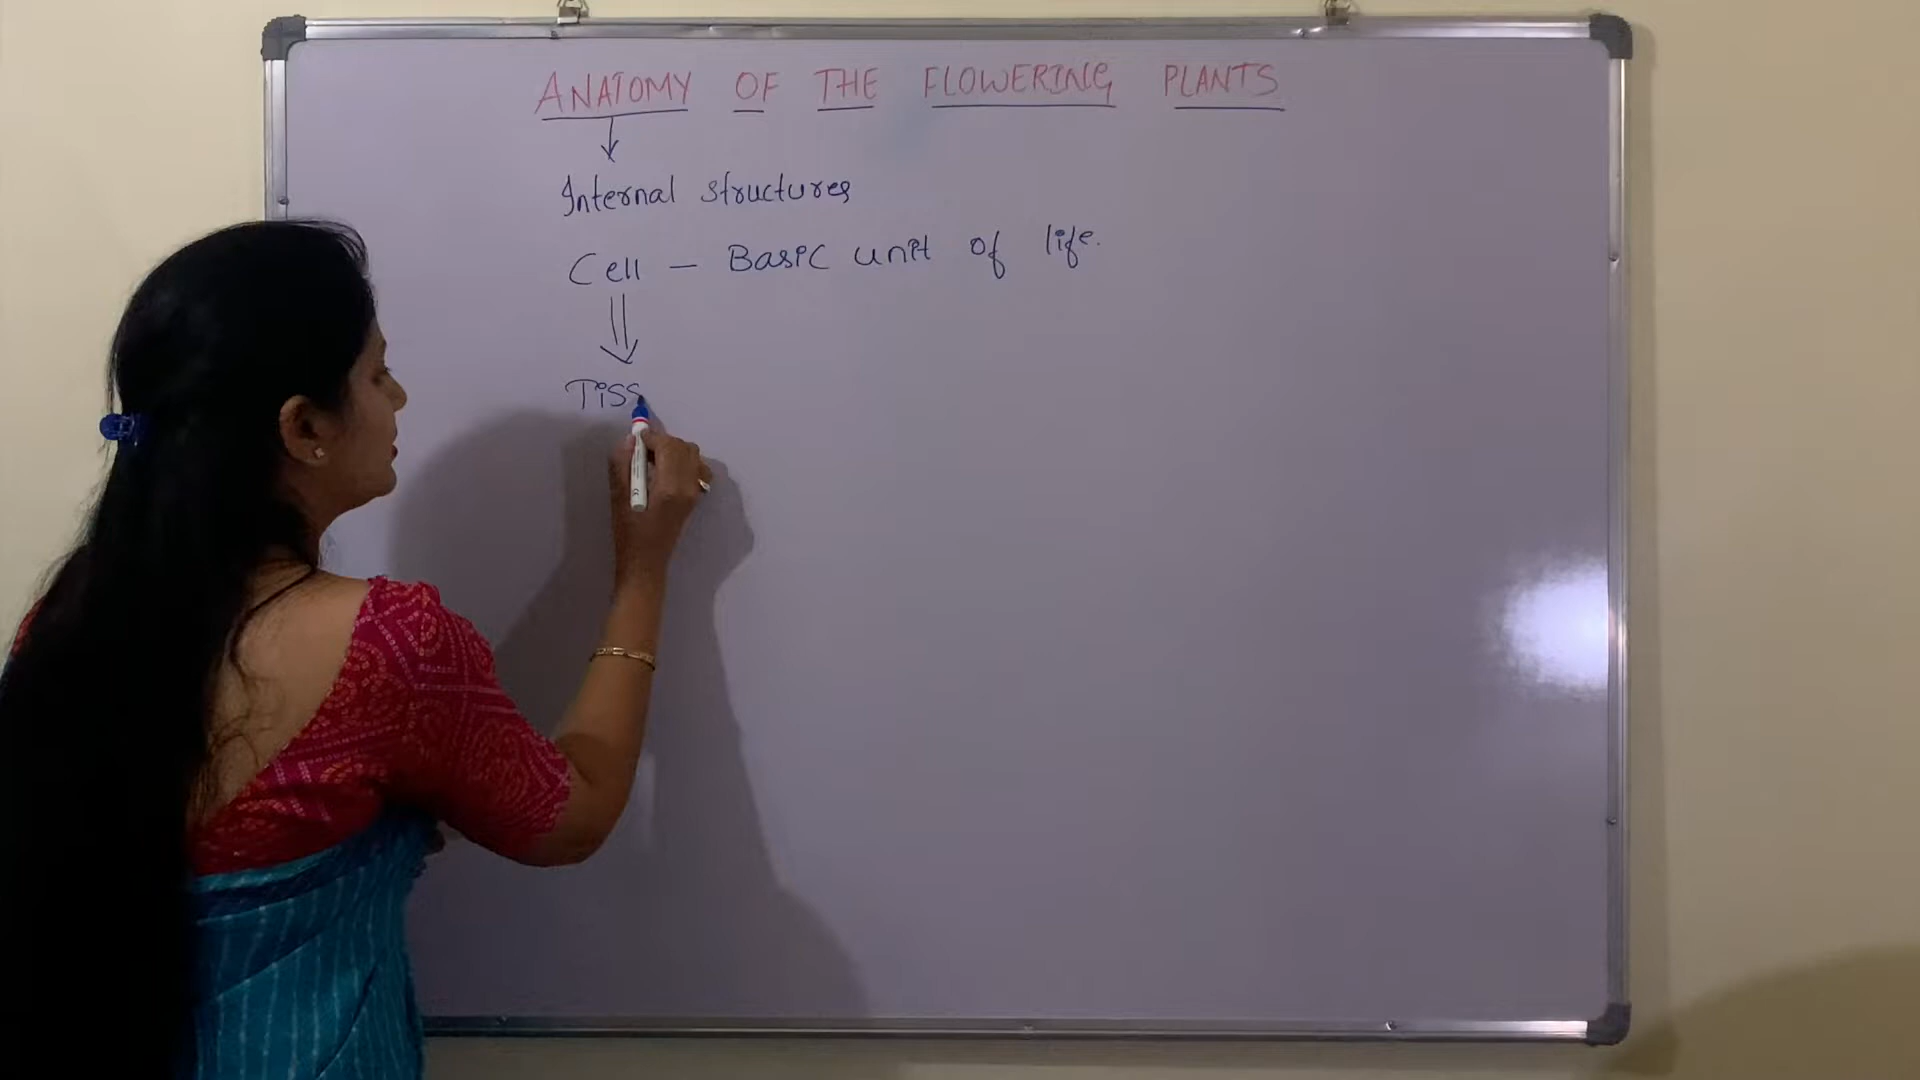 ANATOMY OF THE FLOWERING PLANTS
Internal structures
Cell - Basic unit of life.
Tiss